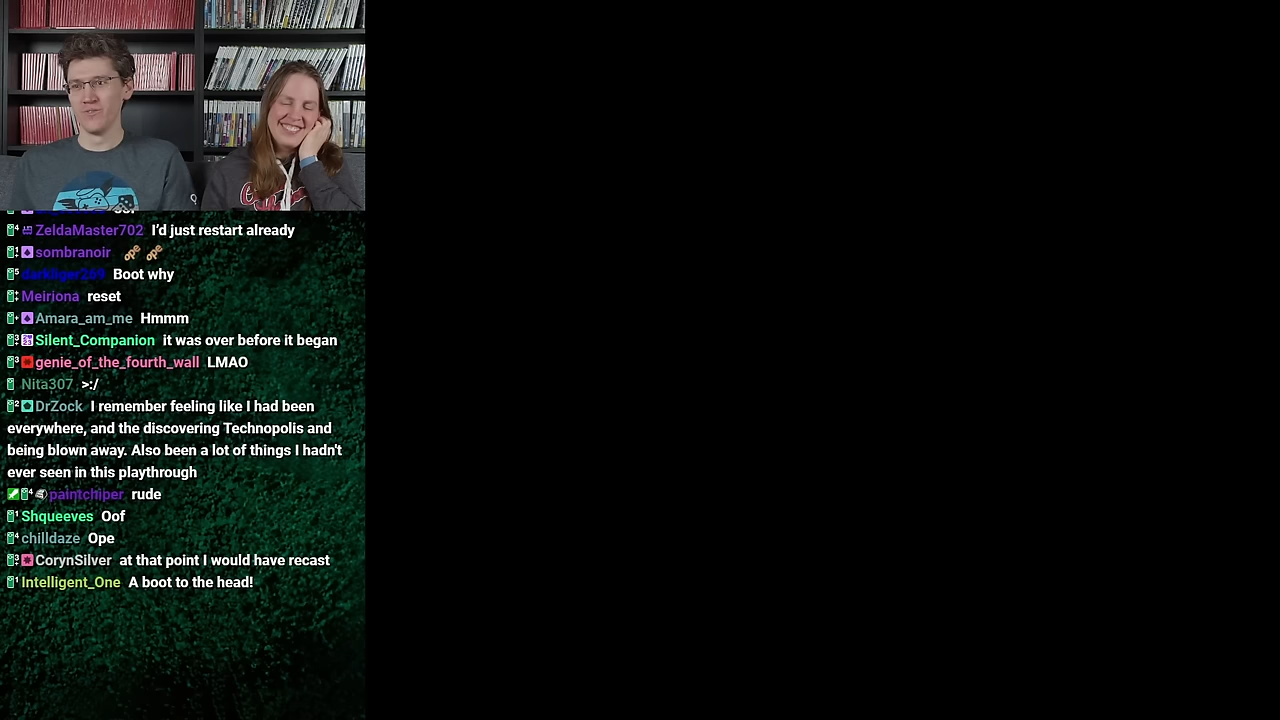 ZeldaMaster702 I'd just restart already
sombranoir
darkliger269 Boot why
Meiriona reset
Amara_am_me Hmmm
Silent_Companion it was over before it began
genie_of_the_fourth_wall LMAO
Nita307 >:/
DrZock I remember feeling like I had been
everywhere, and the discovering Technopolis and
being blown away. Also been a lot of things I hadn't
ever seen in this playthrough
paintchiper rude
Shqueeves Oof
chilldaze Ope
CorynSilver at that point I would have recast
Intelligent_One A boot to the head!